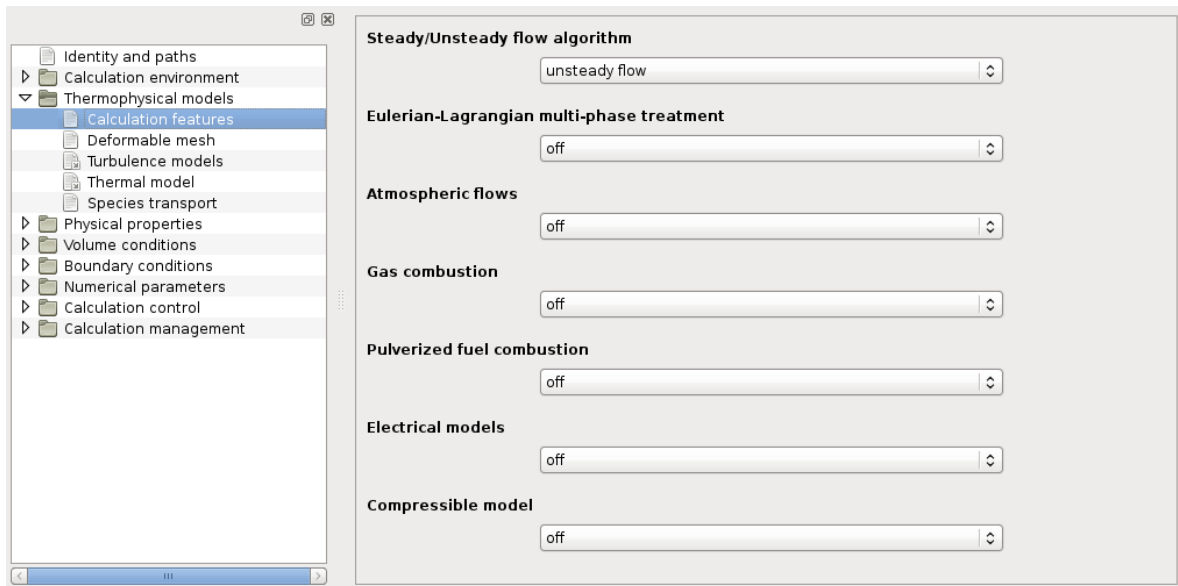 Identity and paths
Calculation environment
Thermophysical models
Calculation features
Deformable mesh
Turbulence models
Thermal model
Species transport
Physical properties
Volume conditions
Boundary conditions
Numerical parameters
Calculation control
Calculation management
Steady/Unsteady flow algorithm
unsteady flow
Eulerian-Lagrangian multi-phase treatment
off
Atmospheric flows
off
Gas combustion
off
Pulverized fuel combustion
off
Electrical models
off
Compressible model
off